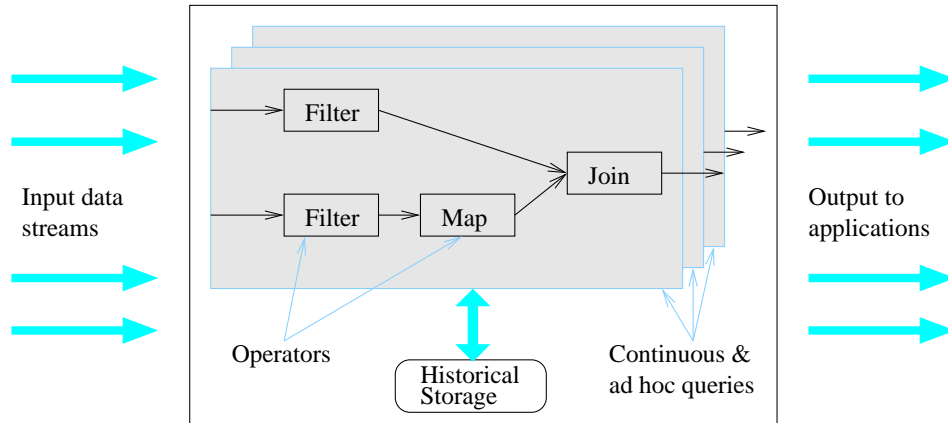 Filter
Join
Input data
streams
Filter
Map
Output to
applications
Operators
Historical
Storage
Continuous &
ad hoc queries